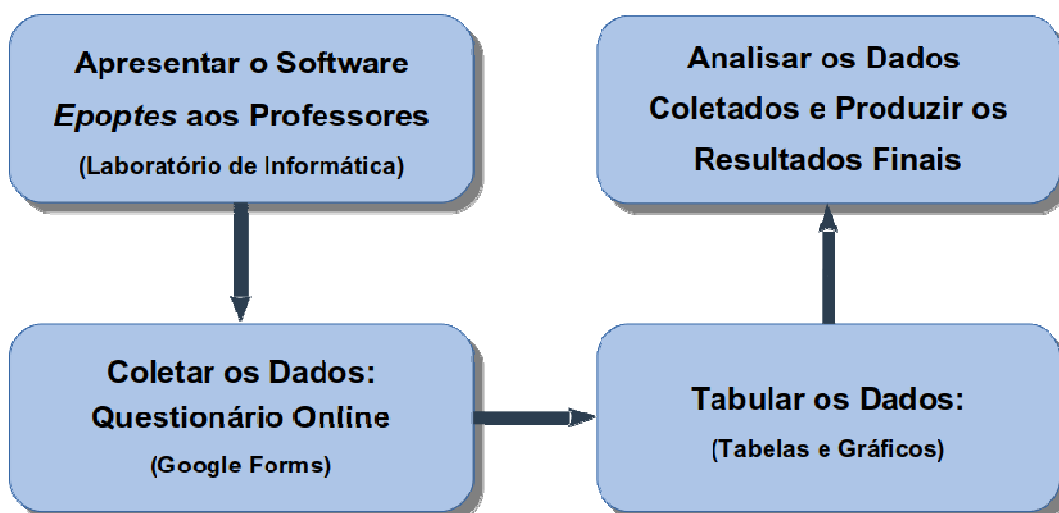 Apresentar o Software
Epoptes aos Professores
(Laboratório de Informática)
Coletar os Dados:
Questionário Online
(Google Forms)
Tabular os Dados:
(Tabelas e Gráficos)
Analisar os Dados
Coletados e Produzir os
Resultados Finais